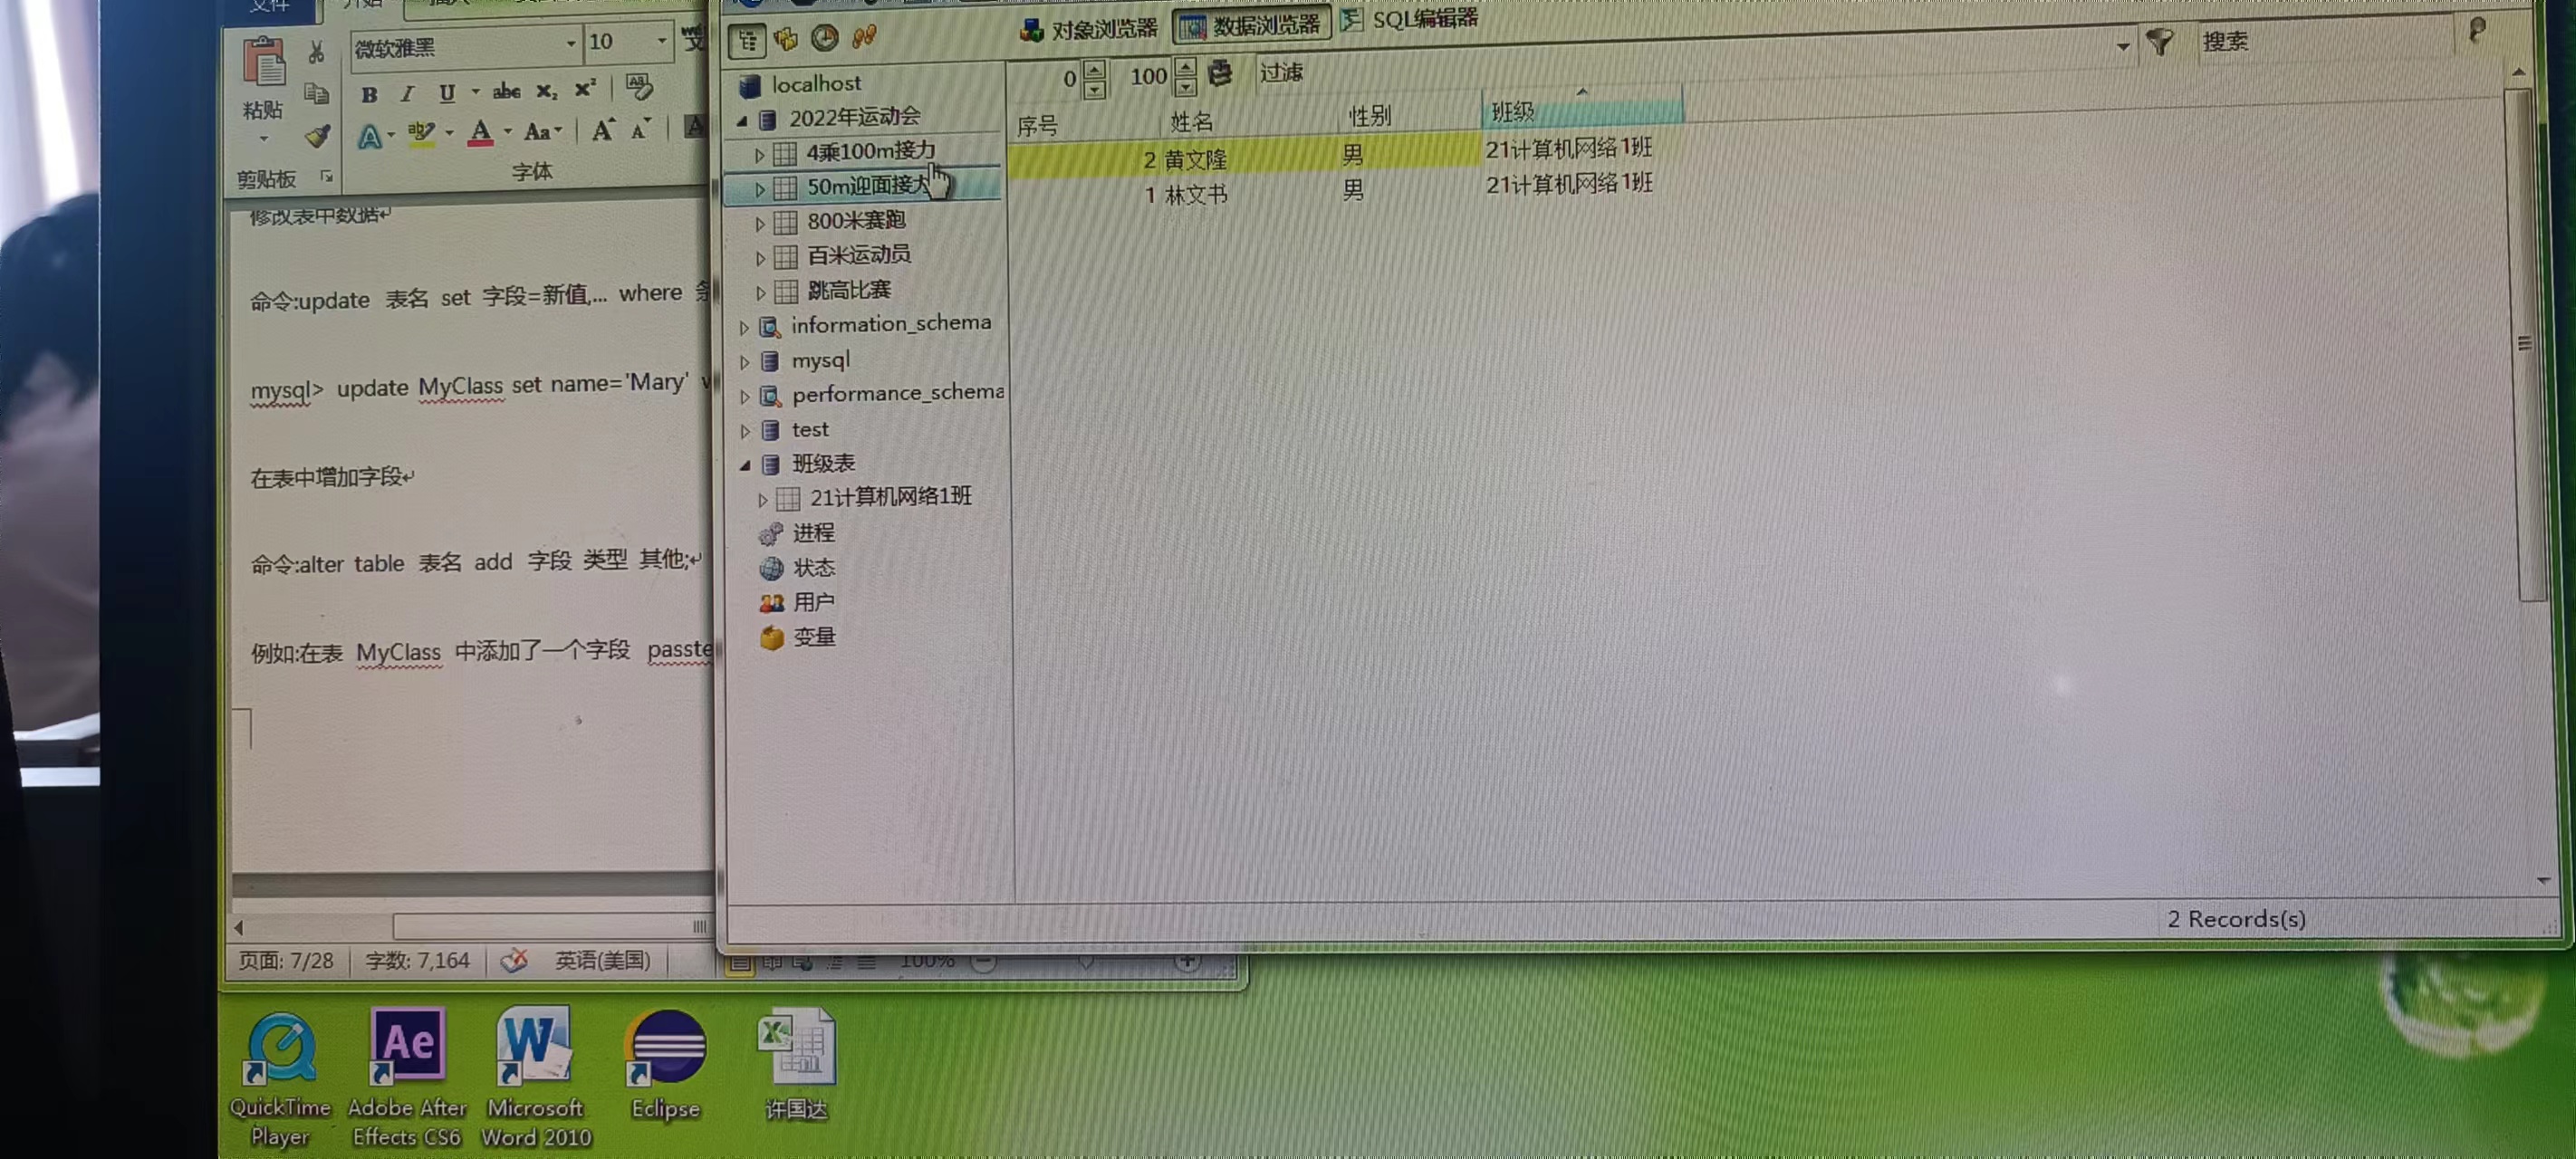 文件 开始
微软雅黑 10
粘贴
B I U abc X₂ X²
A ab A Aa A A A
剪贴板 字体
修改表中数据
命令:update 表名 set 字段=新值,... where
mysql> update MyClass set name='Mary'
在表中增加字段
命令:alter table 表名 add 字段 类型 其他;
例如:在表 MyClass 中添加了一个字段 passte
页面: 7/28 字数: 7,164 英语(美国) 100%
对象浏览器 数据浏览器 SQL编辑器
搜索
0 100 过滤
localhost
2022年运动会
4乘100m接力
50m迎面接力
800米赛跑
百米运动员
跳高比赛
information_schema
mysql
performance_schema
test
班级表
21计算机网络1班
进程
状态
用户
变量
序号 姓名 性别 班级
2 黄文隆 男 21计算机网络1班
1 林文书 男 21计算机网络1班
2 Records(s)
QuickTime
Player
Adobe After
Effects CS6
Microsoft
Word 2010
Eclipse
许国达